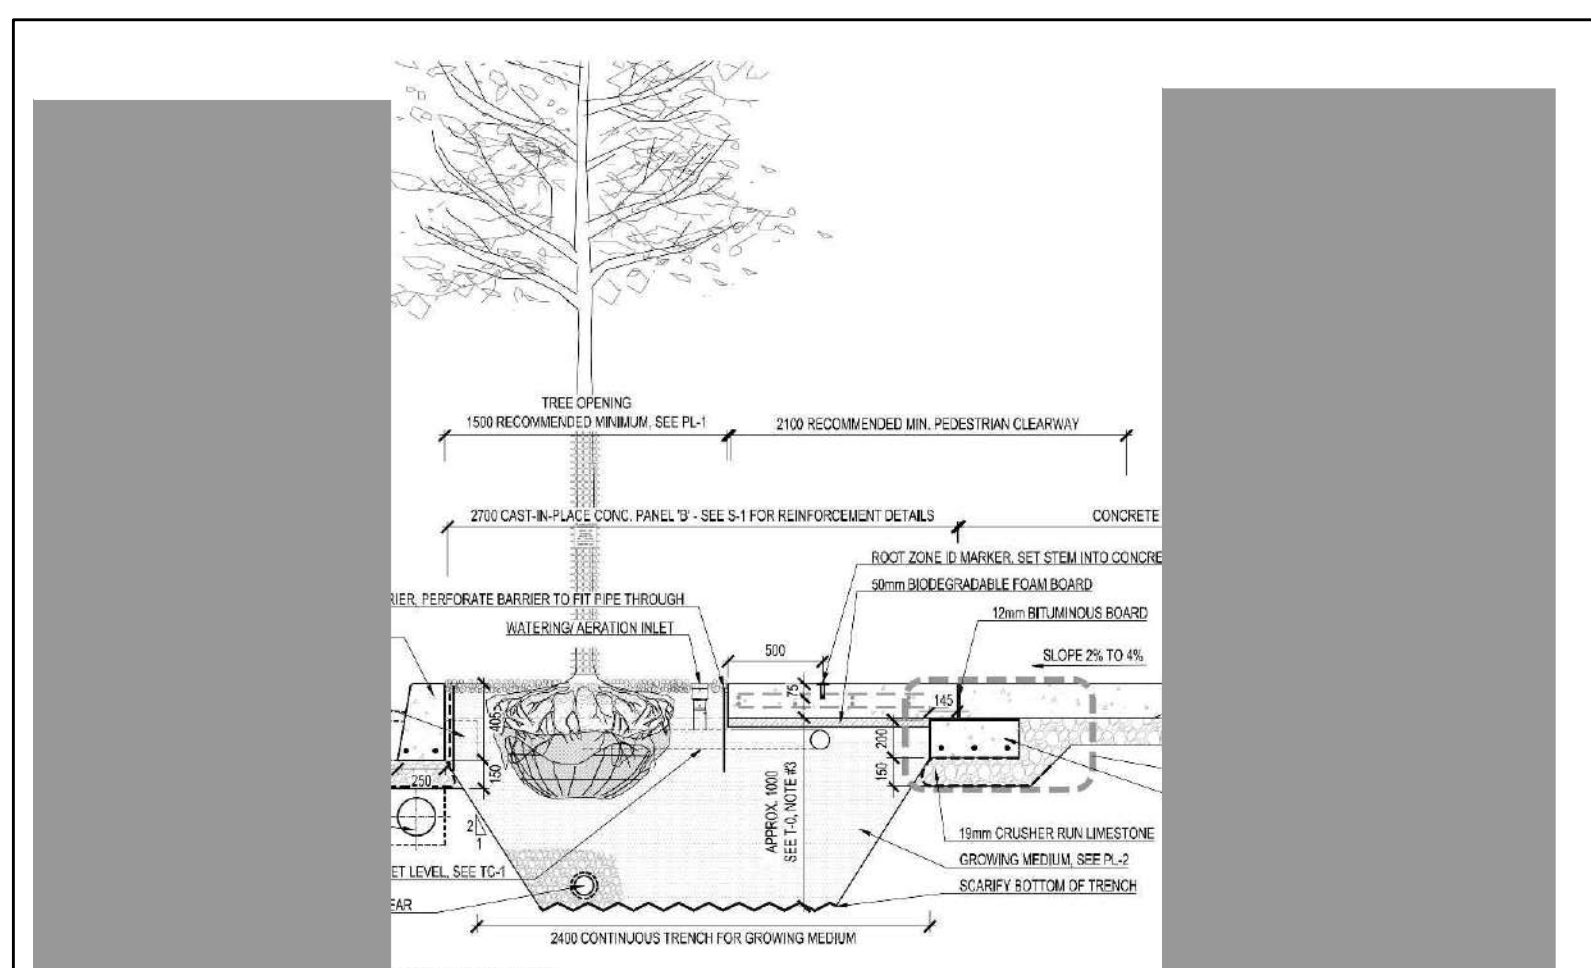 TREE OPENING
1500 RECOMMENDED MINIMUM, SEE PL-1
2100 RECOMMENDED MIN. PEDESTRIAN CLEARWAY
2700 CAST-IN-PLACE CONC. PANEL 'B' - SEE S-1 FOR REINFORCEMENT DETAILS
CONCRETE
ROOT ZONE ID MARKER, SET STEM INTO CONCRE
50mm BIODEGRADABLE FOAM BOARD
RIER, PERFORATE BARRIER TO FIT PIPE THROUGH
12mm BITUMINOUS BOARD
WATERING/ AERATION INLET
500
SLOPE 2% TO 4%
75
145
405
200
150
150
250
APPROX. 1000
SEE T-0, NOTE #3
2
1
19mm CRUSHER RUN LIMESTONE
GROWING MEDIUM, SEE PL-2
ET LEVEL, SEE TC-1
SCARIFY BOTTOM OF TRENCH
EAR
2400 CONTINUOUS TRENCH FOR GROWING MEDIUM